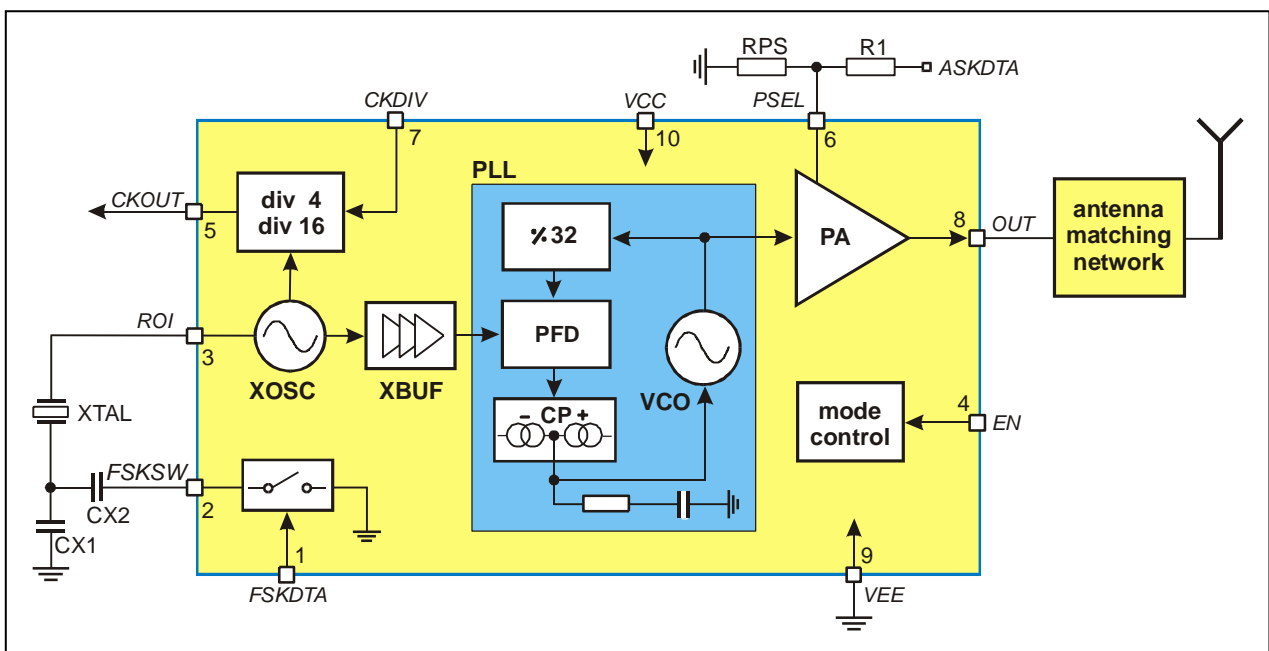 RPS
R1
ASKDTA
CKDIV
VCC
PSEL
7
10
6
PLL
CKOUT
5
div 4
div 16
٪32
PA
8
OUT
antenna
matching
network
ROI
3
XOSC
XBUF
PFD
VCO
XTAL
- CP +
mode
control
4
EN
FSKSW
2
CX2
CX1
1
FSKDTA
9
VEE